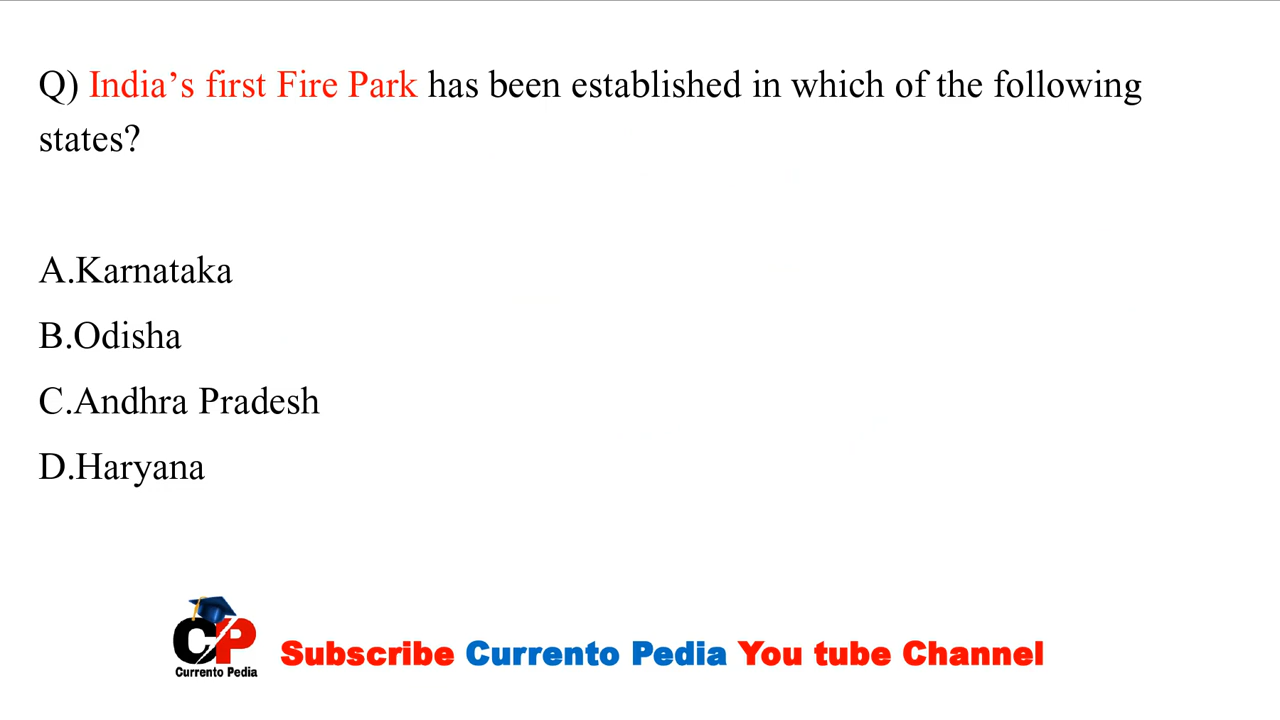 Q) India’s first Fire Park has been established in which of the following
states?
A.Karnataka
B.Odisha
C.Andhra Pradesh
D.Haryana
CP
Currento Pedia
Subscribe Currento Pedia You tube Channel